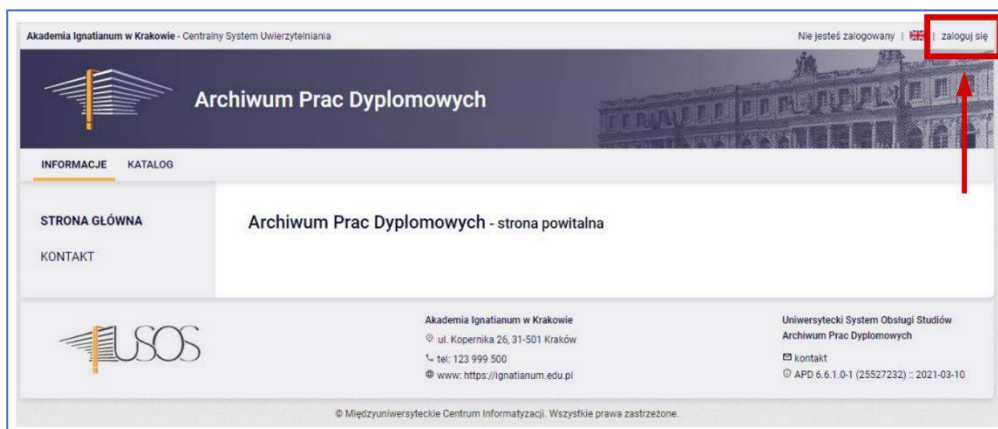 Akademia Ignatianum w Krakowie - Centralny System Uwierzytelniania
Nie jesteś zalogowany | | zaloguj się
Archiwum Prac Dyplomowych
INFORMACJE KATALOG
STRONA GŁÓWNA
KONTAKT
Archiwum Prac Dyplomowych - strona powitalna
USOS
Akademia Ignatianum w Krakowie
ul. Kopernika 26, 31-501 Kraków
tel: 123 999 500
www: https://ignatianum.edu.pl
Uniwersytecki System Obsługi Studiów
Archiwum Prac Dyplomowych
kontakt
APD 6.6.1.0-1 (25527232) :: 2021-03-10
© Międzyuniwersyteckie Centrum Informatyzacji. Wszystkie prawa zastrzeżone.